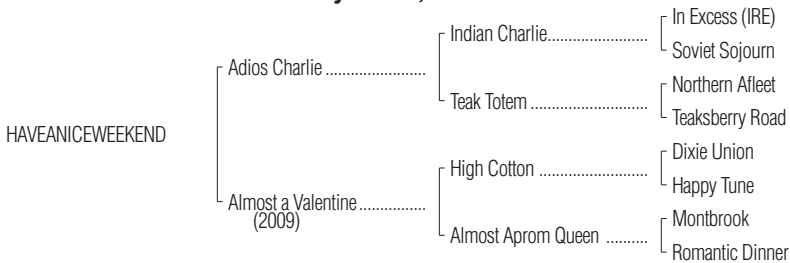 In Excess (IRE)
Indian Charlie........................
Soviet Sojourn
Adios Charlie ........................
Northern Afleet
Teak Totem ............................
Teaksberry Road
HAVEANICEWEEKEND
Dixie Union
High Cotton ..........................
Happy Tune
Almost a Valentine................
(2009)
Montbrook
Almost Aprom Queen ..........
Romantic Dinner